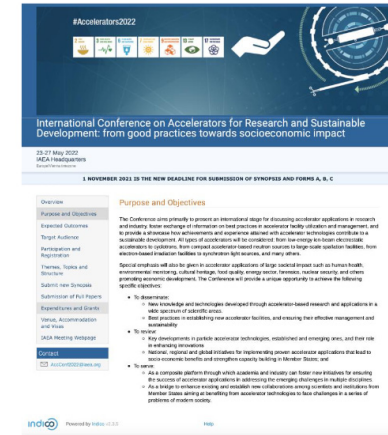 #Accelerators2022
International Conference on Accelerators for Research and Sustainable
Development: from good practices towards socioeconomic impact
23-27 May 2022
IAEA Headquarters
Europe/Vienna timezone
1 NOVEMBER 2021 IS THE NEW DEADLINE FOR SUBMISSION OF SYNOPSIS AND FORMS A, B, C
Overview
Purpose and Objectives
Expected Outcomes
Target Audience
Participation and
Registration
Themes, Topics and
Structure
Submit new Synopsis
Submission of Full Papers
Expenditures and Grants
Venue, Accommodation
and Visas
IAEA Meeting Webpage
Contact
AccConf2022@iaea.org
Purpose and Objectives
The Conference aims primarily to present an international stage for discussing accelerator applications in research
and industry, foster exchange of information on best practices in accelerator facility utilization and management, and
to provide a showcase how achievements and experience attained with accelerator technologies contribute to a
sustainable development. All types of accelerators will be considered: from low-energy ion-beam electrostatic
accelerators to cyclotrons, from compact accelerator-based neutron sources to large-scale spallation facilities, from
electron-based irradiation facilities to synchrotron light sources, and many others.
Special emphasis will also be given in accelerator applications of large societal impact such as human health,
environmental monitoring, cultural heritage, food quality, energy sector, forensics, nuclear security, and others
promoting economic development. The Conference will provide a unique opportunity to achieving the following
specific objectives:
• To disseminate:
○ New knowledge and technologies developed through accelerator-based research and applications in a
wide spectrum of scientific areas
○ Best practices in establishing new accelerator facilities, and ensuring their effective management and
sustainability
• To review:
○ Key developments in particle accelerator technologies, established and emerging ones, and their role
in enhancing innovations
○ National, regional and global initiatives for implementing proven accelerator applications that lead to
socio-economic benefits and strengthen capacity building in Member States; and
• To serve:
○ As a composite platform through which academia and industry can foster new initiatives for ensuring
the success of accelerator applications in addressing the emerging challenges in multiple disciplines
○ As a bridge to enhance existing and establish new collaborations among scientists and institutions from
Member States aiming at benefiting from accelerator technologies to face challenges in a series of
problems of modern society.
indico Powered by Indico
Help